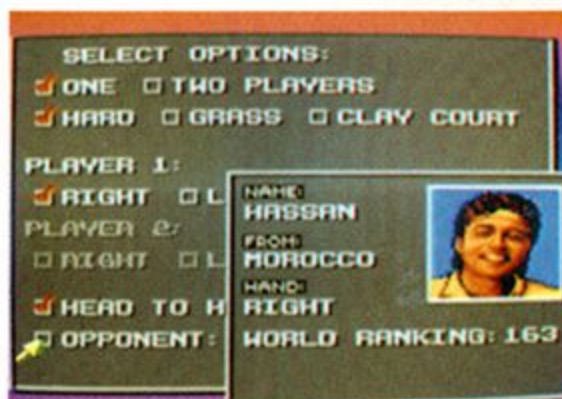 SELECT OPTIONS:
ONE TWO PLAYERS
HARD GRASS CLAY COURT
PLAYER 1:
RIGHT L
PLAYER 2:
RIGHT L
HEAD TO H
OPPONENT:
NAME:
HASSAN
FROM:
MOROCCO
HAND:
RIGHT
WORLD RANKING: 163